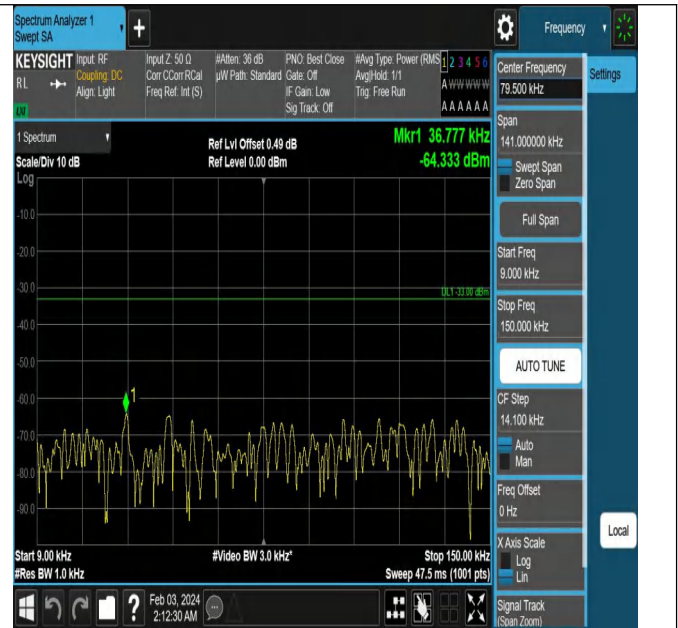 Spectrum Analyzer 1
Swept SA
+
Frequency
KEYSIGHT
RL
Input: RF
Coupling: DC
Align: Light
Input Z: 50 Ω
Corr CCorr RCal
Freq Ref: Int (S)
#Atten: 36 dB
µW Path: Standard
PNO: Best Close
Gate: Off
IF Gain: Low
Sig Track: Off
#Avg Type: Power (RMS
Avg|Hold: 1/1
Trig: Free Run
1 2 3 4 5 6
A W W W W W
A A A A A A
1 Spectrum
Scale/Div 10 dB
Log
Ref Lvl Offset 0.49 dB
Ref Level 0.00 dBm
Mkr1 36.777 kHz
-64.333 dBm
-10.0
-20.0
-30.0
DL1 -33.00 dBm
-40.0
-50.0
-60.0
1
-70.0
-80.0
-90.0
Start 9.00 kHz
#Res BW 1.0 kHz
#Video BW 3.0 kHz*
Stop 150.00 kHz
Sweep 47.5 ms (1001 pts)
?
Feb 03, 2024
2:12:30 AM
Center Frequency
79.500 kHz
Settings
Span
141.000000 kHz
Swept Span
Zero Span
Full Span
Start Freq
9.000 kHz
Stop Freq
150.000 kHz
AUTO TUNE
CF Step
14.100 kHz
Auto
Man
Freq Offset
0 Hz
X Axis Scale
Log
Lin
Local
Signal Track
(Span Zoom)